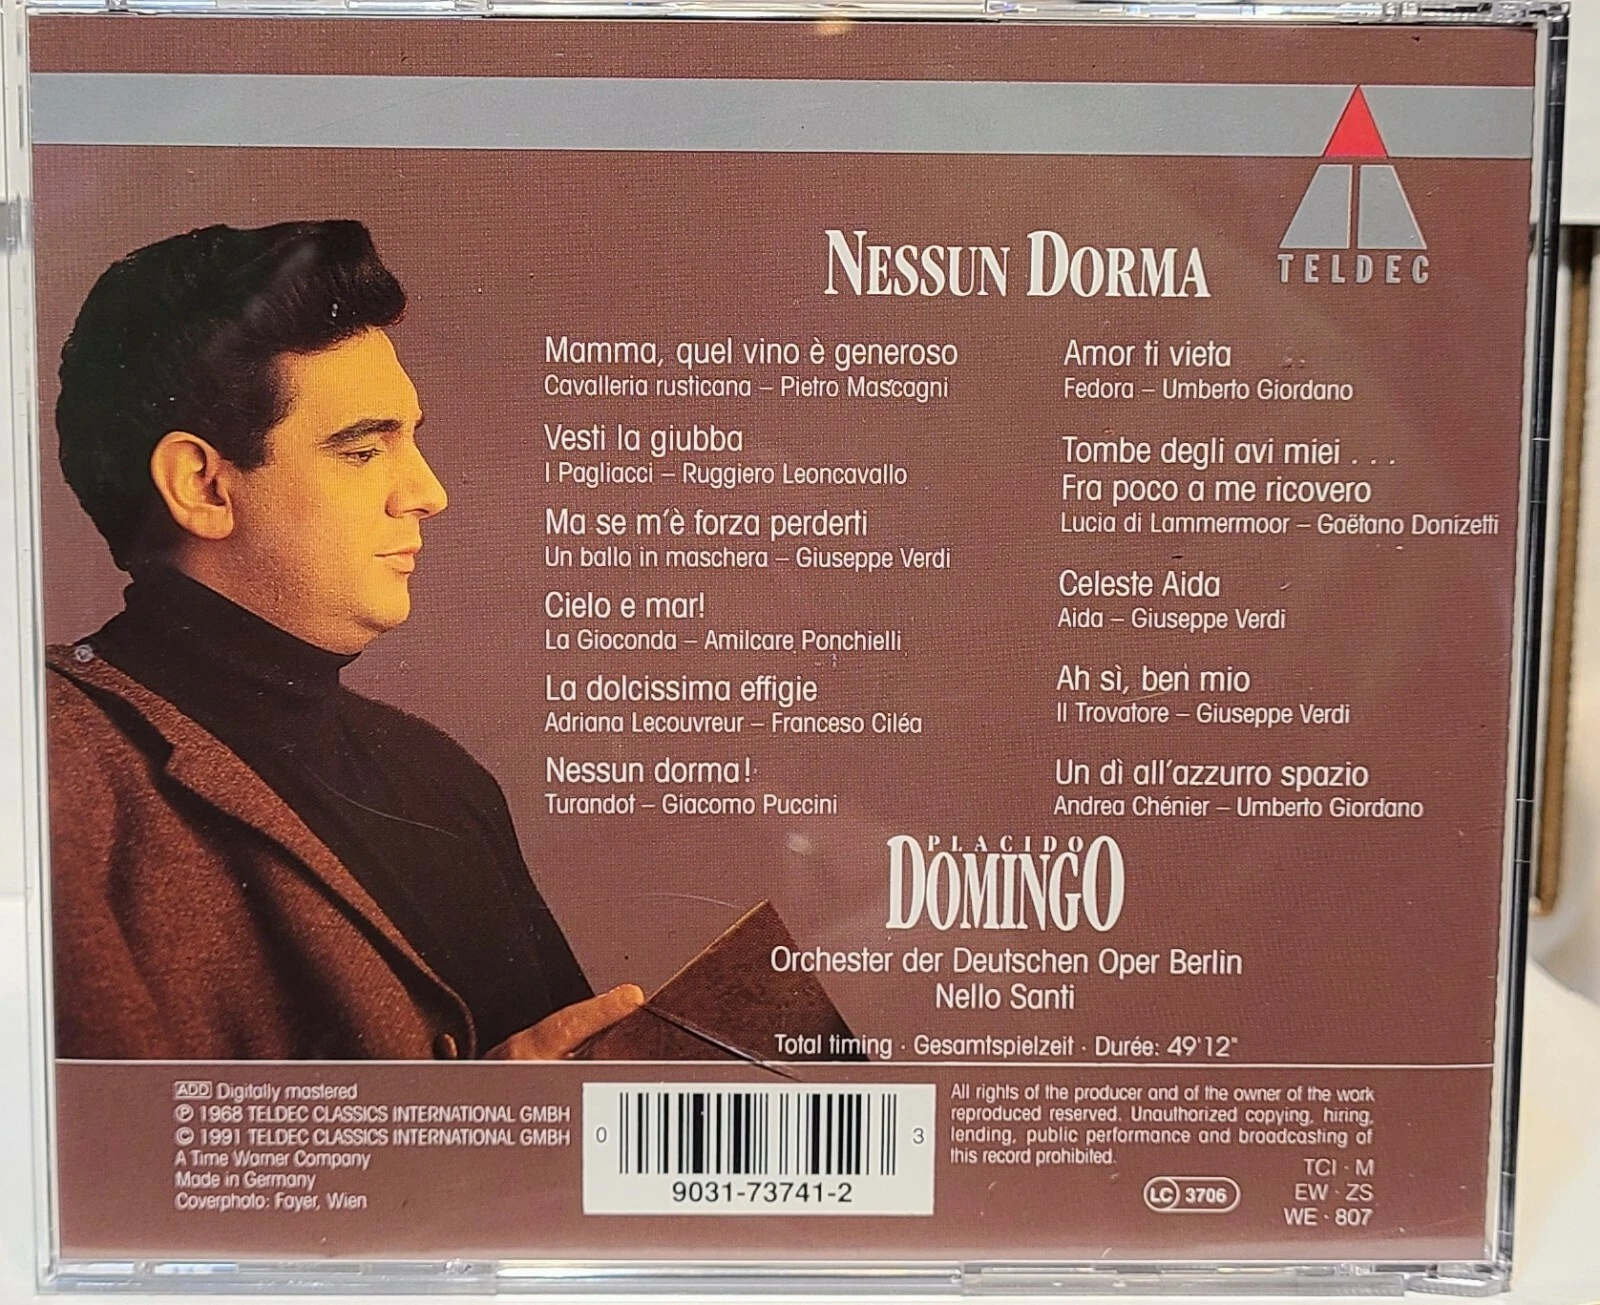 TELDEC
NESSUN DORMA
Mamma, quel vino è generoso
Cavalleria rusticana – Pietro Mascagni
Vesti la giubba
I Pagliacci – Ruggiero Leoncavallo
Ma se m'è forza perderti
Un ballo in maschera – Giuseppe Verdi
Cielo e mar!
La Gioconda – Amilcare Ponchielli
La dolcissima effigie
Adriana Lecouvreur – Franceso Ciléa
Nessun dorma!
Turandot – Giacomo Puccini
Amor ti vieta
Fedora – Umberto Giordano
Tombe degli avi miei . . .
Fra poco a me ricovero
Lucia di Lammermoor – Gaëtano Donizetti
Celeste Aida
Aida – Giuseppe Verdi
Ah sì, ben mio
Il Trovatore – Giuseppe Verdi
Un dì all'azzurro spazio
Andrea Chénier – Umberto Giordano
PLACIDO
DOMINGO
Orchester der Deutschen Oper Berlin
Nello Santi
Total timing · Gesamtspielzeit · Durée: 49'12"
ADD Digitally mastered
℗ 1968 TELDEC CLASSICS INTERNATIONAL GMBH
© 1991 TELDEC CLASSICS INTERNATIONAL GMBH
A Time Warner Company
Made in Germany
Coverphoto: Fayer, Wien
0 3
9031-73741-2
All rights of the producer and of the owner of the work
reproduced reserved. Unauthorized copying, hiring,
lending, public performance and broadcasting of
this record prohibited.
LC 3706
TCI · M
EW · ZS
WE · 807